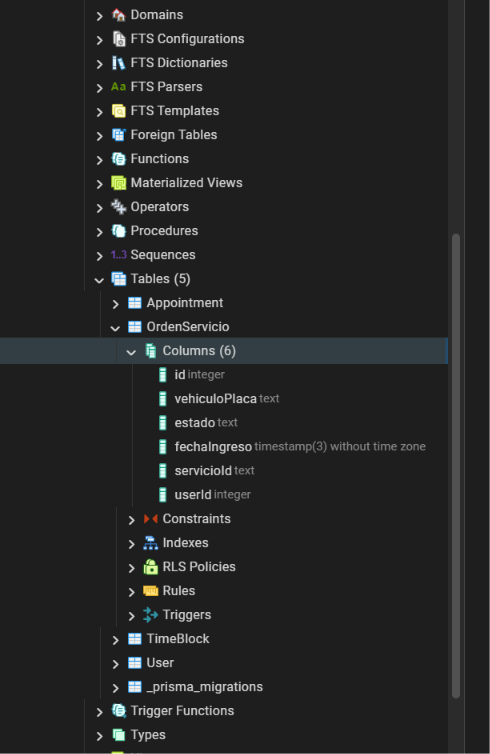 Domains
FTS Configurations
FTS Dictionaries
Aa FTS Parsers
FTS Templates
Foreign Tables
Functions
Materialized Views
Operators
Procedures
1..3 Sequences
Tables (5)
Appointment
OrdenServicio
Columns (6)
id integer
vehiculoPlaca text
estado text
fechaIngreso timestamp(3) without time zone
servicioId text
userId integer
Constraints
Indexes
RLS Policies
Rules
Triggers
TimeBlock
User
_prisma_migrations
Trigger Functions
Types